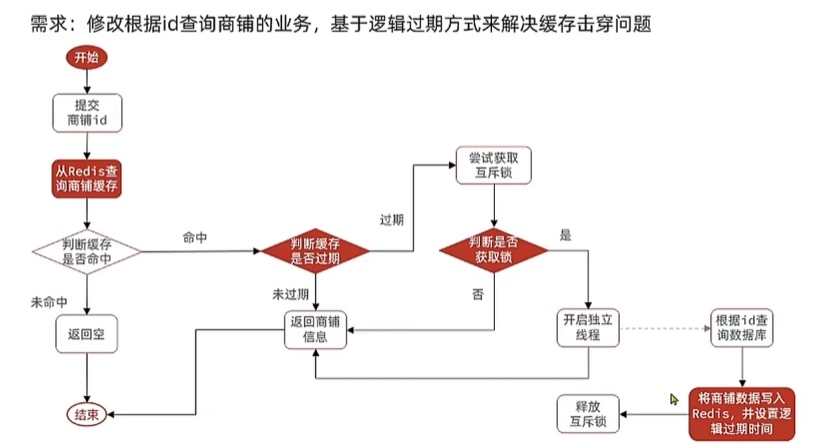 需求：修改根据id查询商铺的业务，基于逻辑过期方式来解决缓存击穿问题
开始
提交
商铺id
从Redis查
询商铺缓存
判断缓存
是否命中
命中
未命中
返回空
结束
判断缓存
是否过期
过期
未过期
返回商铺
信息
尝试获取
互斥锁
判断是否
获取锁
是
否
开启独立
线程
根据id查
询数据库
将商铺数据写入
Redis，并设置逻
辑过期时间
释放
互斥锁